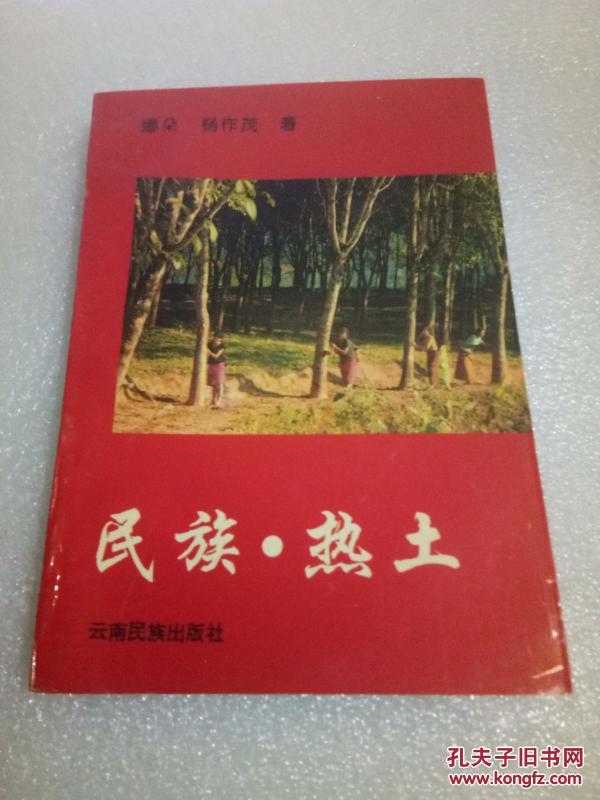 娜朵 杨作茂 著
民族·热土
云南民族出版社
孔夫子旧书网
www.kongfz.com